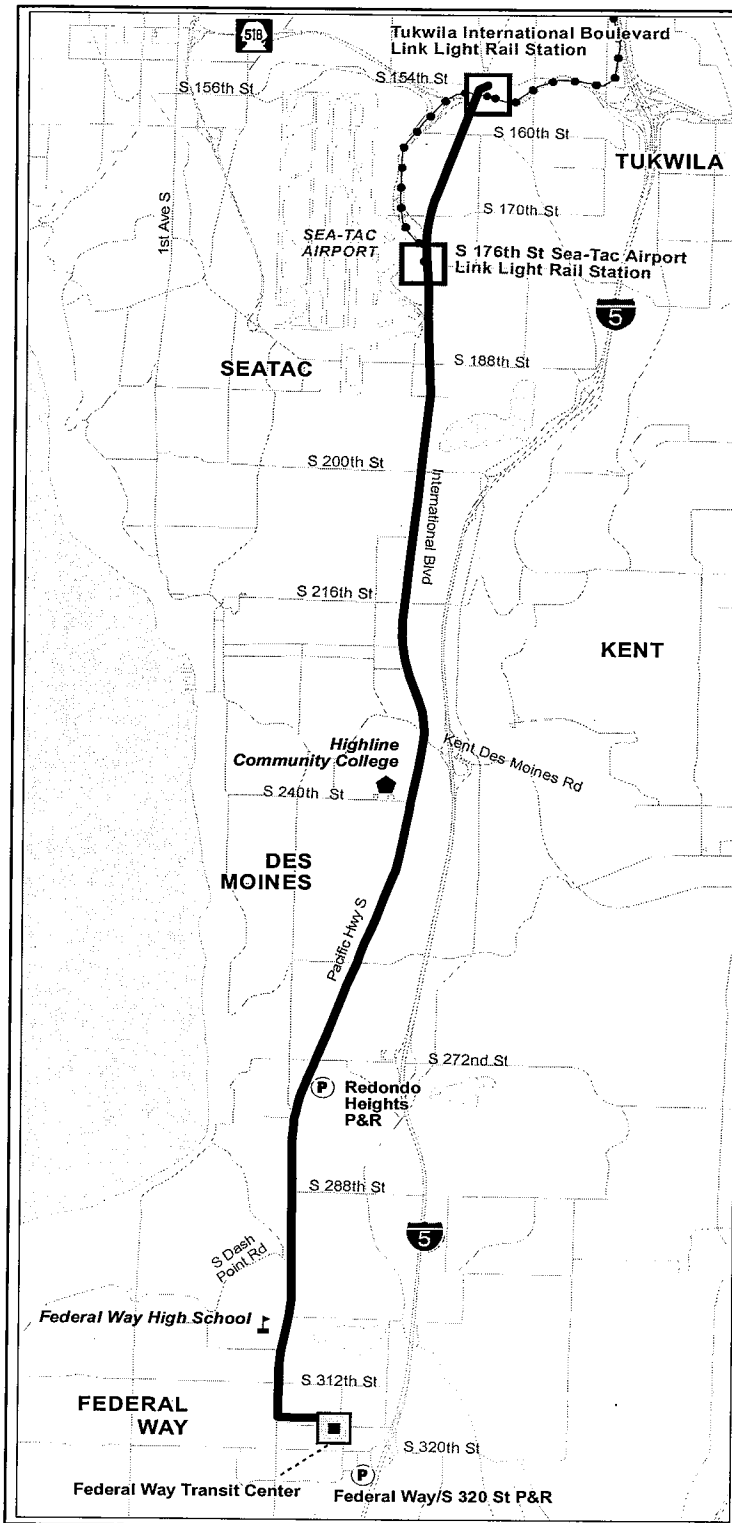 518
Tukwila International Boulevard
Link Light Rail Station
S 154th St
S 156th St
S 160th St
TUKWILA
1st Ave S
S 170th St
SEA-TAC
AIRPORT
S 176th St Sea-Tac Airport
Link Light Rail Station
5
SEATAC
S 188th St
S 200th St
International Blvd
S 216th St
KENT
Highline
Community College
Kent Des Moines Rd
S 240th St
DES
MOINES
Pacific Hwy S
S 272nd St
P
Redondo
Heights
P&R
S 288th St
5
S Dash
Point Rd
Federal Way High School
S 312th St
FEDERAL
WAY
S 320th St
Federal Way Transit Center
P
Federal Way/S 320 St P&R